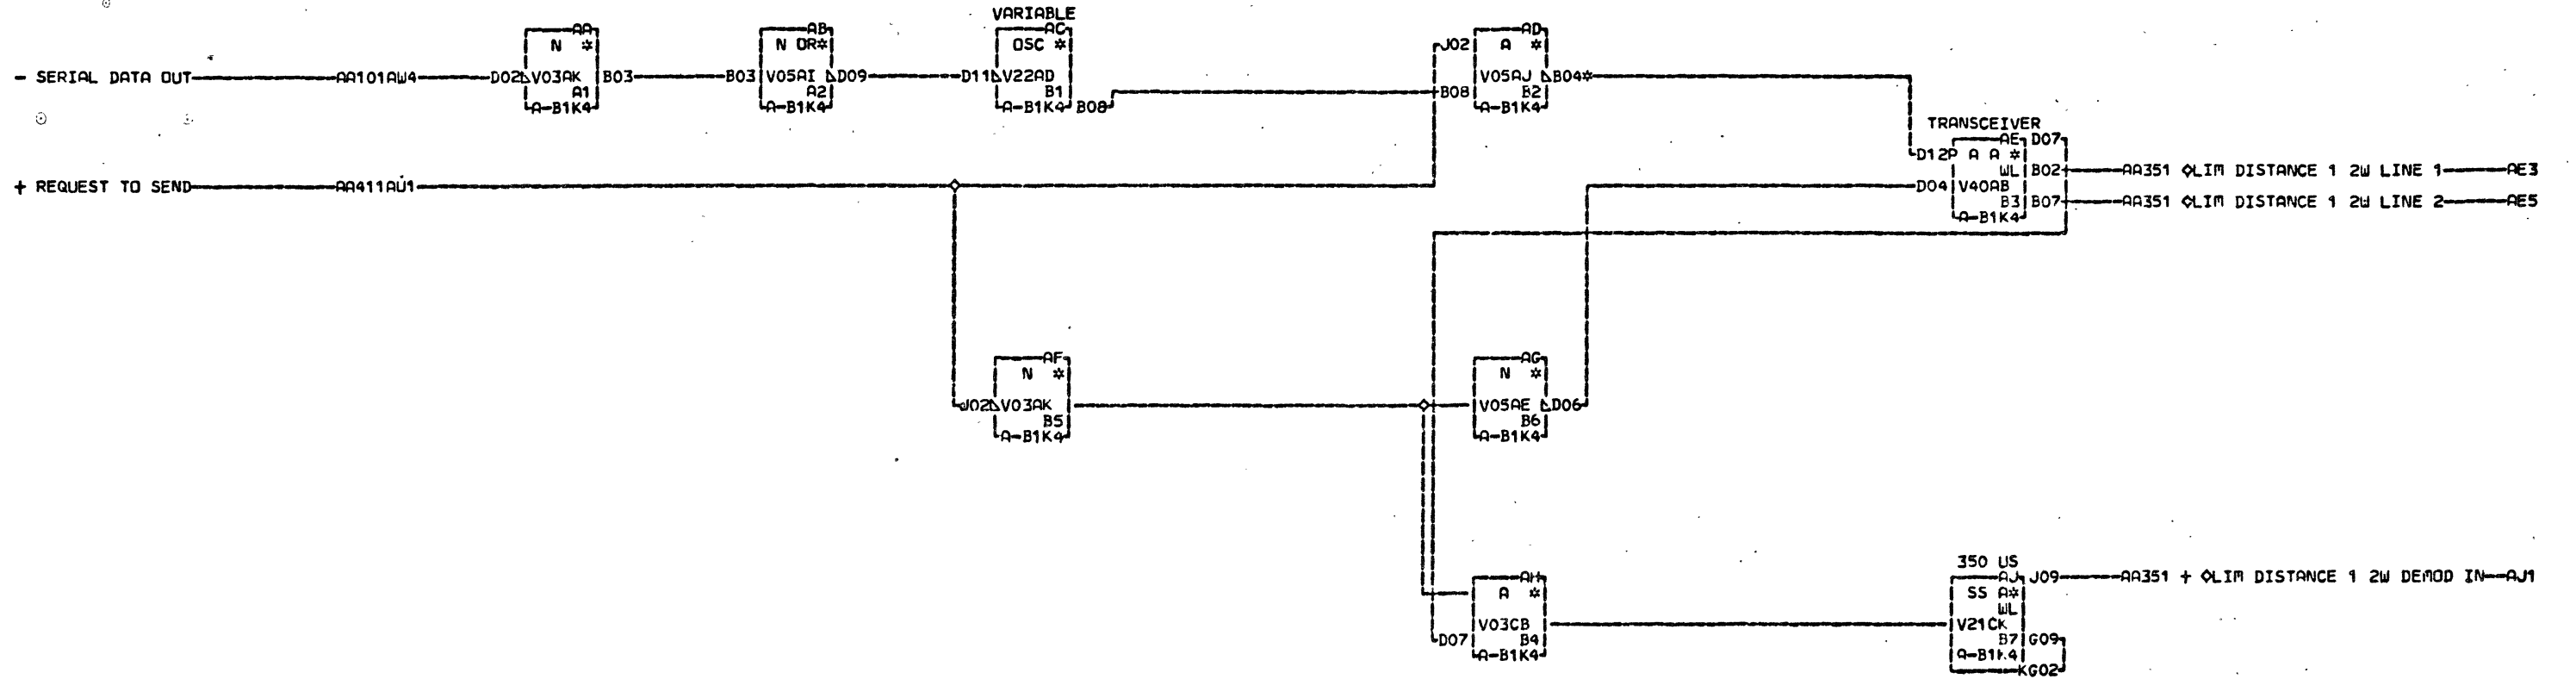 VARIABLE
AA AB AC AD
N * N OR* OSC * J02 A *
- SERIAL DATA OUT AA101AW4 D02 V03AK B03 B03 V05AI D09 D11 V22AD V05AJ B04*
A1 A2 B1 B08 B2
A-B1K4 A-B1K4 A-B1K4 B08 A-B1K4
TRANSCEIVER
AE D07
D12P A A *
WL B02 AA351 ◇LIM DISTANCE 1 2W LINE 1 AE3
+ REQUEST TO SEND AA411AU1 D04 V40AB
B3 B07 AA351 ◇LIM DISTANCE 1 2W LINE 2 AE5
A-B1K4
AF AG
N * N *
J02 V03AK V05AE D06
B5 B6
A-B1K4 A-B1K4
350 US
AH AJ J09 AA351 + ◇LIM DISTANCE 1 2W DEMOD IN AJ1
A * SS A*
WL
V03CB V21CK
D07 B4 B7 G09
A-B1K4 A-B1K4
KG02